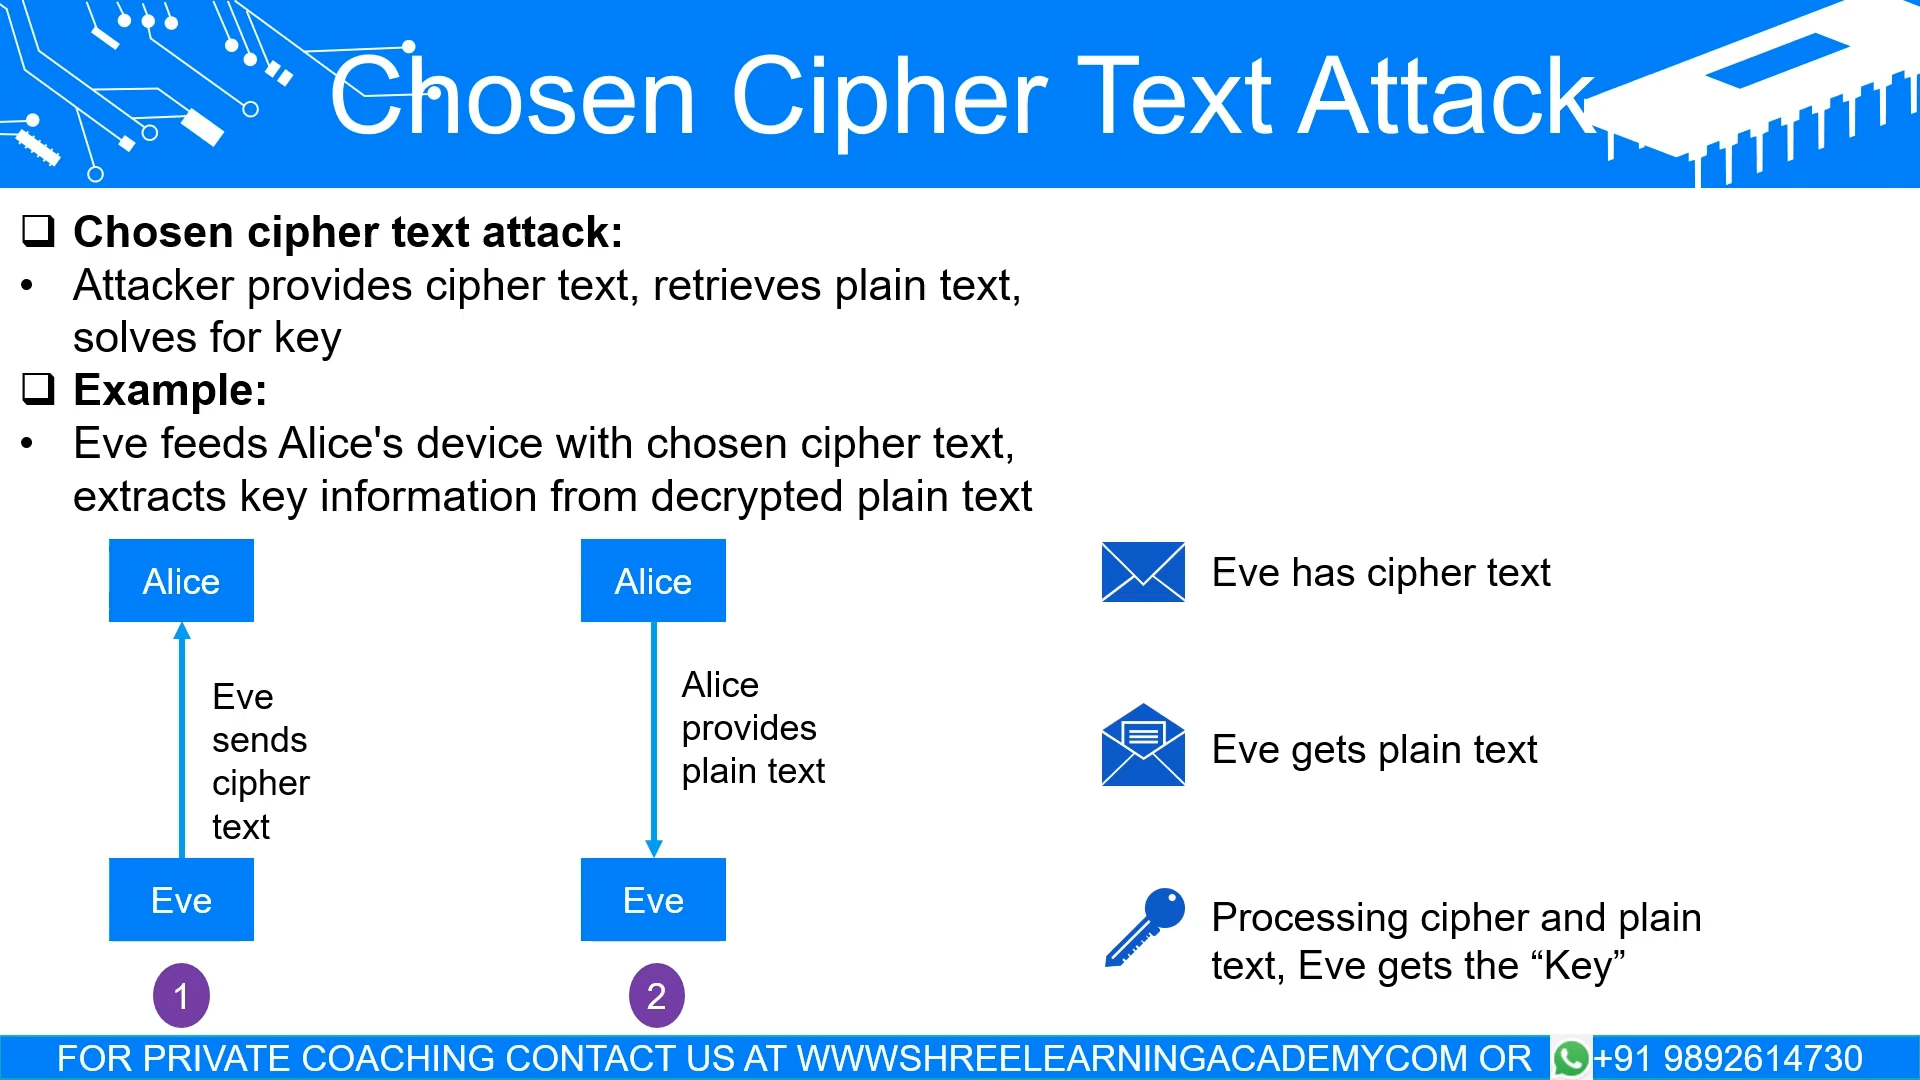 Chosen Cipher Text Attack
❑ Chosen cipher text attack:
• Attacker provides cipher text, retrieves plain text,
solves for key
❑ Example:
• Eve feeds Alice's device with chosen cipher text,
extracts key information from decrypted plain text
Alice
Eve
sends
cipher
text
Eve
1
Alice
Alice
provides
plain text
Eve
2
Eve has cipher text
Eve gets plain text
Processing cipher and plain
text, Eve gets the “Key”
FOR PRIVATE COACHING CONTACT US AT WWWSHREELEARNINGACADEMYCOM OR +91 9892614730